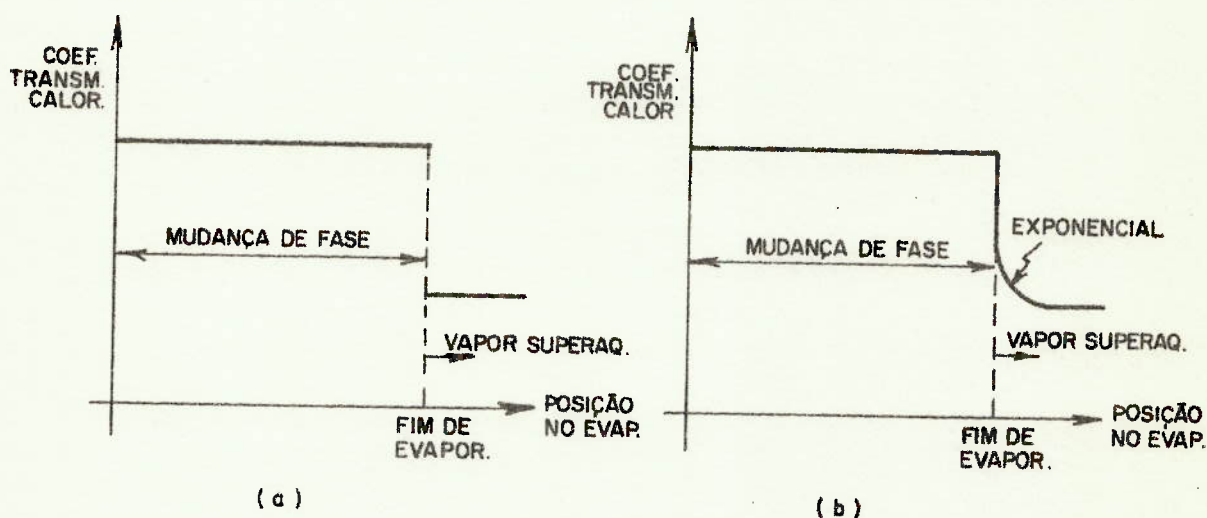 COEF.
TRANSM.
CALOR.
MUDANÇA DE FASE
VAPOR SUPERAQ.
POSIÇÃO
NO EVAP.
FIM DE
EVAPOR.
(a)
COEF.
TRANSM.
CALOR
EXPONENCIAL
MUDANÇA DE FASE
VAPOR SUPERAQ.
POSIÇÃO
NO EVAP.
FIM DE
EVAPOR.
(b)